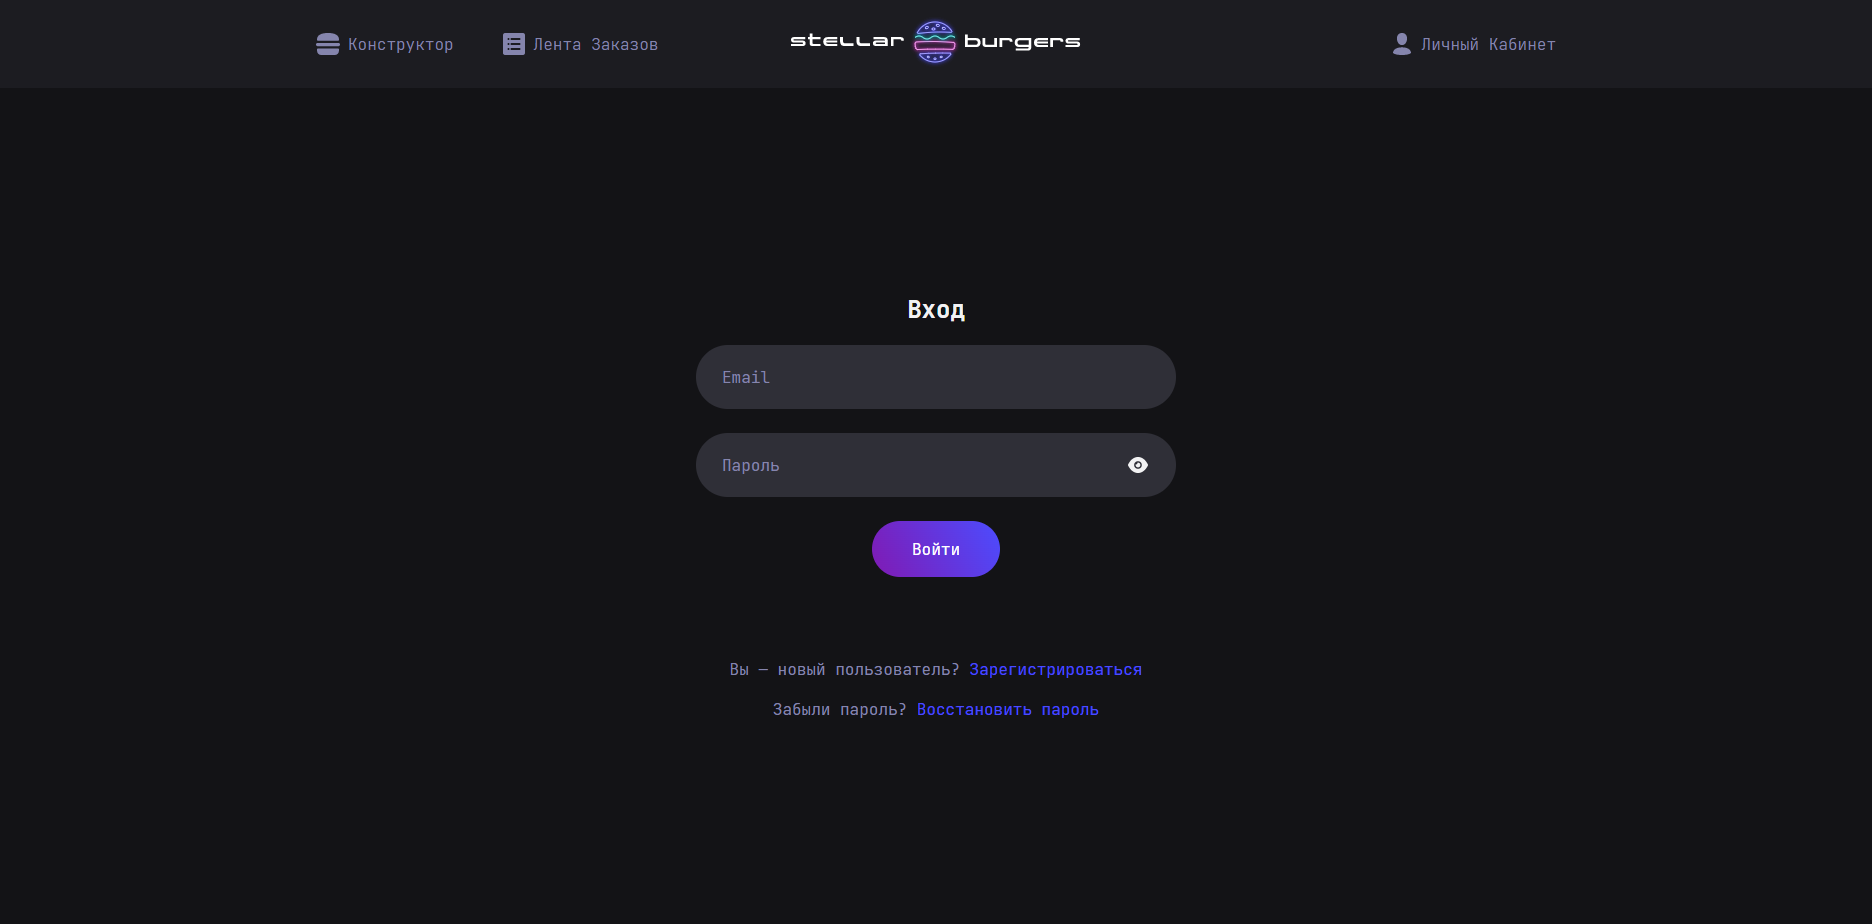 Конструктор
Лента Заказов
stellar burgers
Личный Кабинет
Вход
Email
Пароль
Войти
Вы — новый пользователь? Зарегистрироваться
Забыли пароль? Восстановить пароль